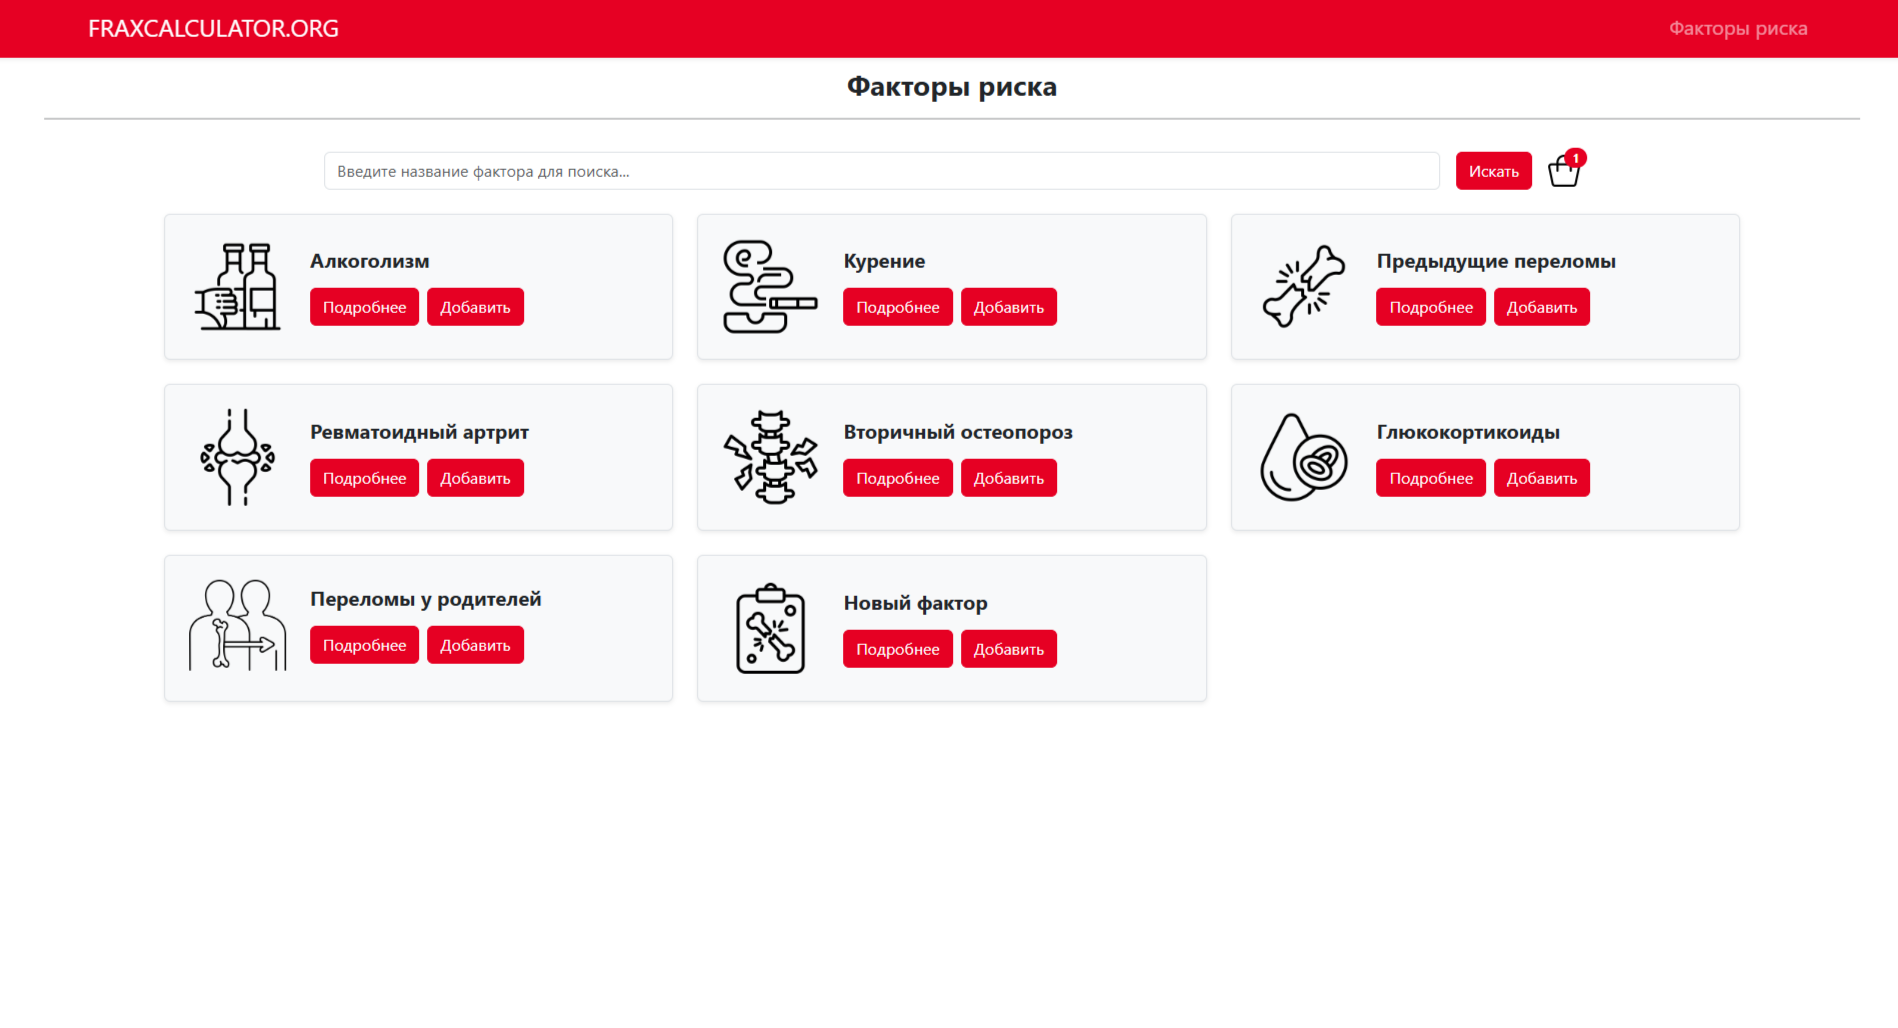 FRAXCALCULATOR.ORG
Факторы риска
Факторы риска
Введите название фактора для поиска...
Искать
1
Алкоголизм
Подробнее Добавить
Курение
Подробнее Добавить
Предыдущие переломы
Подробнее Добавить
Ревматоидный артрит
Подробнее Добавить
Вторичный остеопороз
Подробнее Добавить
Глюкокортикоиды
Подробнее Добавить
Переломы у родителей
Подробнее Добавить
Новый фактор
Подробнее Добавить